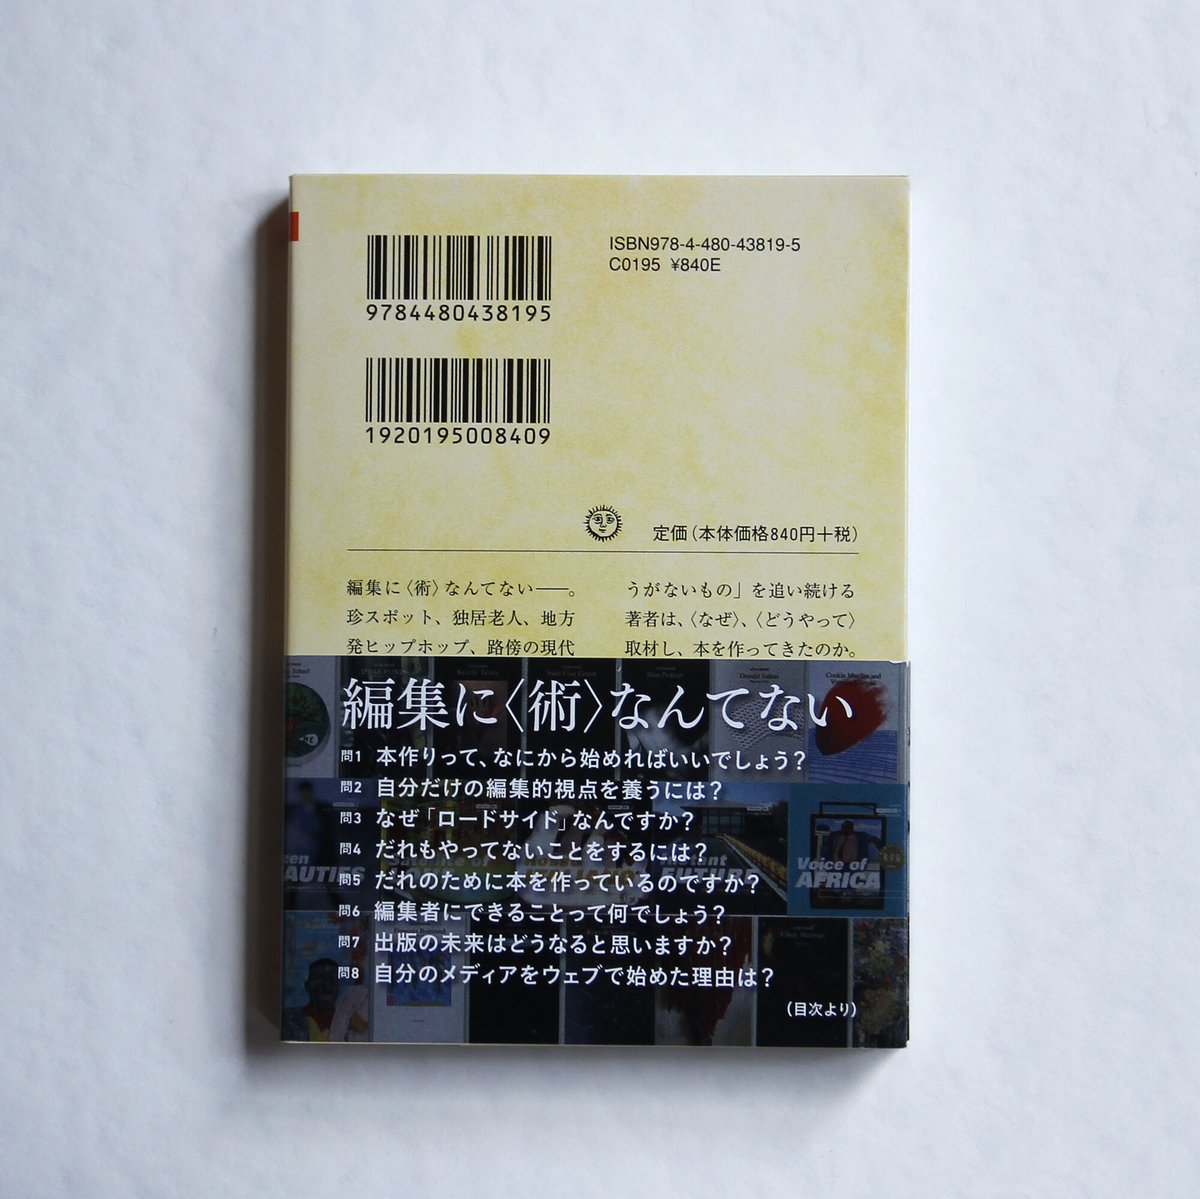 ISBN978-4-480-43819-5
C0195 ¥840E
9784480438195
1920195008409
定価(本体価格840円+税)
編集に〈術〉なんてない——。
珍スポット、独居老人、地方
発ヒップホップ、路傍の現代
うがないもの」を追い続ける
著者は、〈なぜ〉、〈どうやって〉
取材し、本を作ってきたのか。
編集に〈術〉なんてない
問1 本作りって、なにから始めればいいでしょう?
問2 自分だけの編集的視点を養うには?
問3 なぜ「ロードサイド」なんですか?
問4 だれもやってないことをするには?
問5 だれのために本を作っているのですか?
問6 編集者にできることって何でしょう?
問7 出版の未来はどうなると思いますか?
問8 自分のメディアをウェブで始めた理由は?
(目次より)
Voice of
AFRICA